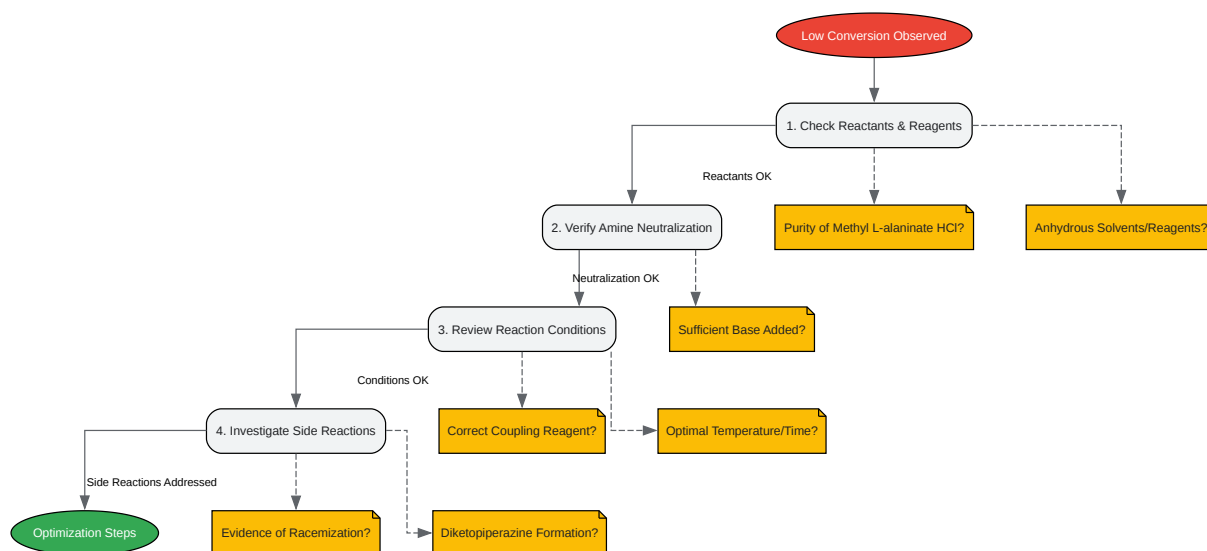 Low Conversion Observed
1. Check Reactants & Reagents
Reactants OK
2. Verify Amine Neutralization
Purity of Methyl L-alaninate HCl?
Anhydrous Solvents/Reagents?
Neutralization OK
3. Review Reaction Conditions
Sufficient Base Added?
Conditions OK
4. Investigate Side Reactions
Correct Coupling Reagent?
Optimal Temperature/Time?
Side Reactions Addressed
Optimization Steps
Evidence of Racemization?
Diketopiperazine Formation?